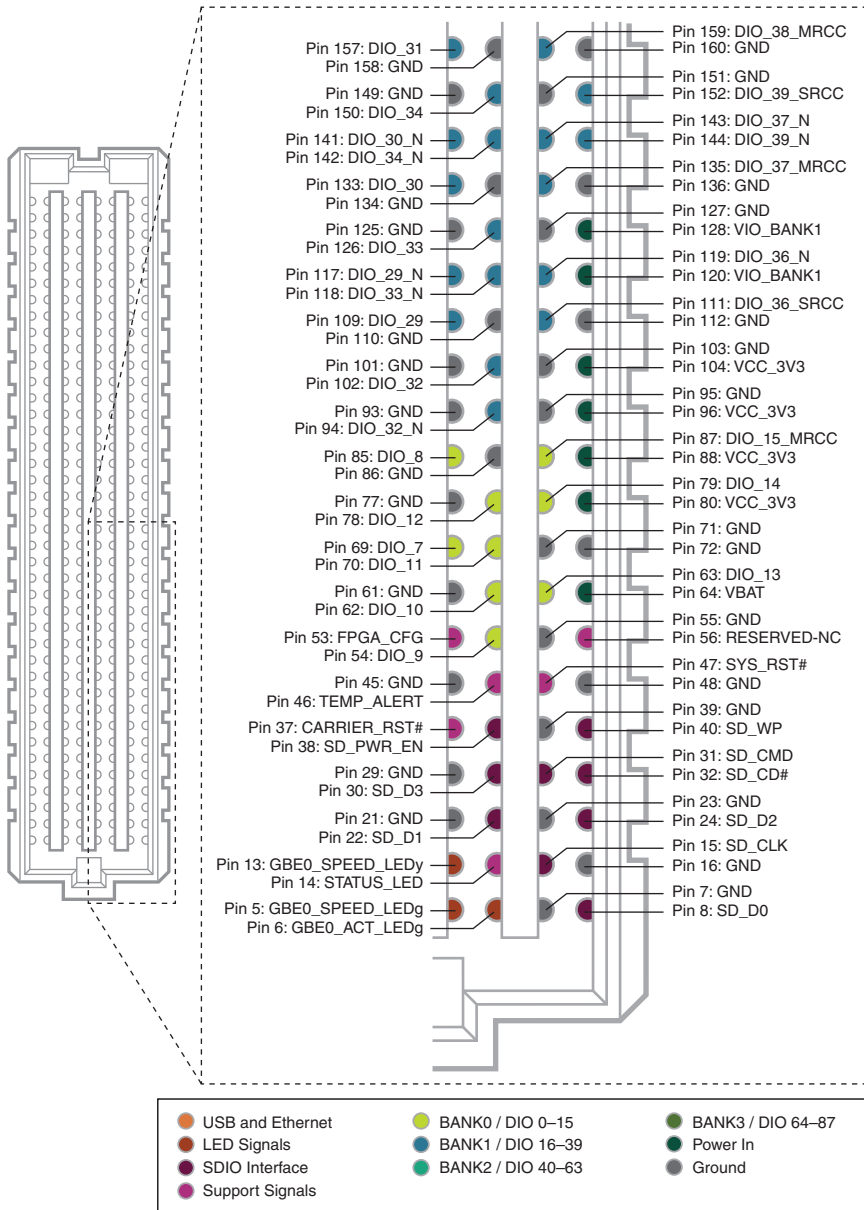 Pin 157: DIO_31
Pin 158: GND
Pin 159: DIO_38_MRCC
Pin 160: GND
Pin 149: GND
Pin 150: DIO_34
Pin 151: GND
Pin 152: DIO_39_SRCC
Pin 141: DIO_30_N
Pin 142: DIO_34_N
Pin 143: DIO_37_N
Pin 144: DIO_39_N
Pin 133: DIO_30
Pin 134: GND
Pin 135: DIO_37_MRCC
Pin 136: GND
Pin 125: GND
Pin 126: DIO_33
Pin 127: GND
Pin 128: VIO_BANK1
Pin 117: DIO_29_N
Pin 118: DIO_33_N
Pin 119: DIO_36_N
Pin 120: VIO_BANK1
Pin 109: DIO_29
Pin 110: GND
Pin 111: DIO_36_SRCC
Pin 112: GND
Pin 101: GND
Pin 102: DIO_32
Pin 103: GND
Pin 104: VCC_3V3
Pin 93: GND
Pin 94: DIO_32_N
Pin 95: GND
Pin 96: VCC_3V3
Pin 85: DIO_8
Pin 86: GND
Pin 87: DIO_15_MRCC
Pin 88: VCC_3V3
Pin 77: GND
Pin 78: DIO_12
Pin 79: DIO_14
Pin 80: VCC_3V3
Pin 69: DIO_7
Pin 70: DIO_11
Pin 71: GND
Pin 72: GND
Pin 61: GND
Pin 62: DIO_10
Pin 63: DIO_13
Pin 64: VBAT
Pin 53: FPGA_CFG
Pin 54: DIO_9
Pin 55: GND
Pin 56: RESERVED-NC
Pin 45: GND
Pin 46: TEMP_ALERT
Pin 47: SYS_RST#
Pin 48: GND
Pin 37: CARRIER_RST#
Pin 38: SD_PWR_EN
Pin 39: GND
Pin 40: SD_WP
Pin 29: GND
Pin 30: SD_D3
Pin 31: SD_CMD
Pin 32: SD_CD#
Pin 21: GND
Pin 22: SD_D1
Pin 23: GND
Pin 24: SD_D2
Pin 13: GBE0_SPEED_LEDy
Pin 14: STATUS_LED
Pin 15: SD_CLK
Pin 16: GND
Pin 5: GBE0_SPEED_LEDg
Pin 6: GBE0_ACT_LEDg
Pin 7: GND
Pin 8: SD_D0
USB and Ethernet
LED Signals
SDIO Interface
Support Signals
BANK0 / DIO 0–15
BANK1 / DIO 16–39
BANK2 / DIO 40–63
BANK3 / DIO 64–87
Power In
Ground